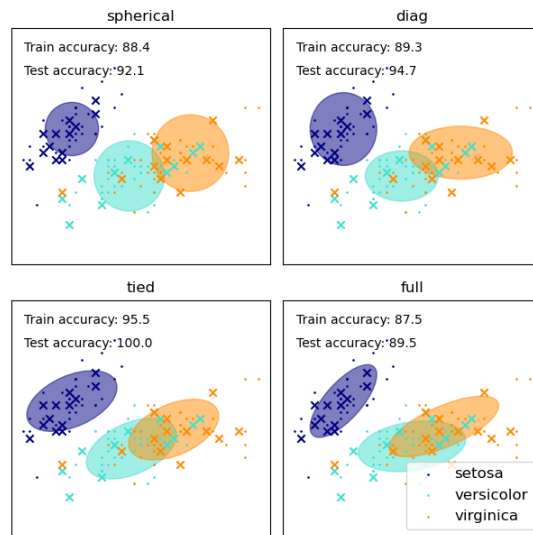 spherical
Train accuracy: 88.4
Test accuracy: 92.1
diag
Train accuracy: 89.3
Test accuracy: 94.7
tied
Train accuracy: 95.5
Test accuracy: 100.0
full
Train accuracy: 87.5
Test accuracy: 89.5
setosa
versicolor
virginica